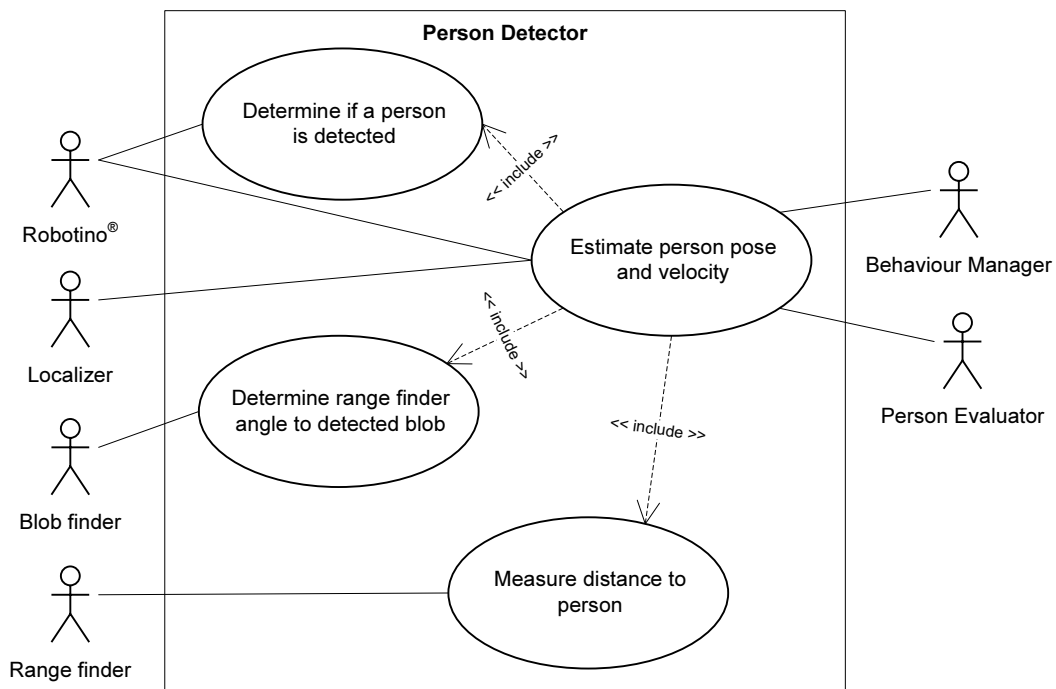 Person Detector
Determine if a person
is detected
<< include >>
Robotino®
Estimate person pose
and velocity
Behaviour Manager
<< include >>
Localizer
Determine range finder
angle to detected blob
Person Evaluator
<< include >>
Blob finder
Measure distance to
person
Range finder